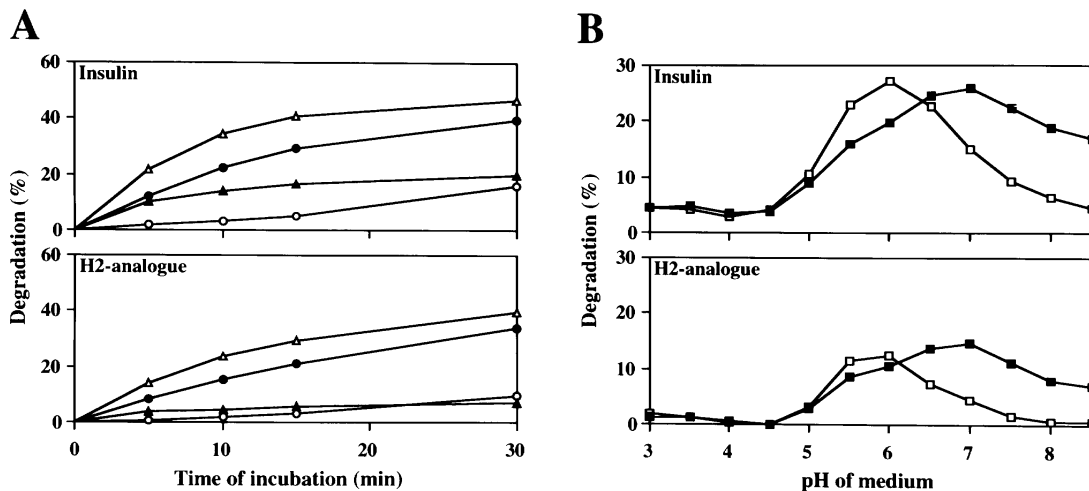 A
60
Insulin
40
20
0
60
H2-analogue
40
20
0
0
10
20
30
Degradation (%)
Time of incubation (min)
B
30
Insulin
20
10
0
30
H2-analogue
20
10
0
3
4
5
6
7
8
Degradation (%)
pH of medium